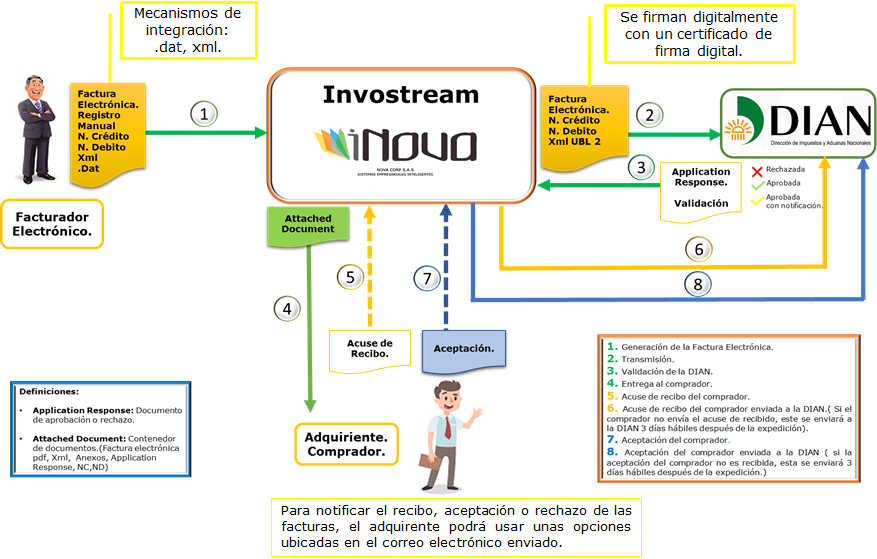 Mecanismos de
integración:
.dat, xml.
Se firman digitalmente
con un certificado de
firma digital.
Factura
Electrónica.
Registro
Manual
N. Crédito
N. Debito
Xml
.Dat
1
Invostream
iNova
NOVA CORP S.A.S
SISTEMAS EMPRESARIALES INTELIGENTES
Factura
Electrónica.
N. Crédito
N. Debito
Xml UBL 2
2
DIAN
Dirección de Impuestos y Aduanas Nacionales
3
Application
Response.
Validación
Rechazada
Aprobada
Aprobada
con notificación.
Facturador
Electrónico.
Attached
Document
4
5
7
6
8
Acuse de
Recibo.
Aceptación.
Adquiriente.
Comprador.
Definiciones:
• Application Response: Documento
de aprobación o rechazo.
• Attached Document: Contenedor
de documentos.(Factura electrónica
pdf, Xml, Anexos, Application
Response, NC,ND)
1. Generación de la Factura Electrónica.
2. Transmisión.
3. Validación de la DIAN.
4. Entrega al comprador.
5. Acuse de recibo del comprador.
6. Acuse de recibo del comprador enviada a la DIAN.( Si el
comprador no envía el acuse de recibido, este se enviará a
la DIAN 3 días hábiles después de la expedición).
7. Aceptación del comprador.
8. Aceptación del comprador enviada a la DIAN ( si la
aceptación del comprador no es recibida, esta se enviará 3
días hábiles después de la expedición.)
Para notificar el recibo, aceptación o rechazo de las
facturas, el adquirente podrá usar unas opciones
ubicadas en el correo electrónico enviado.